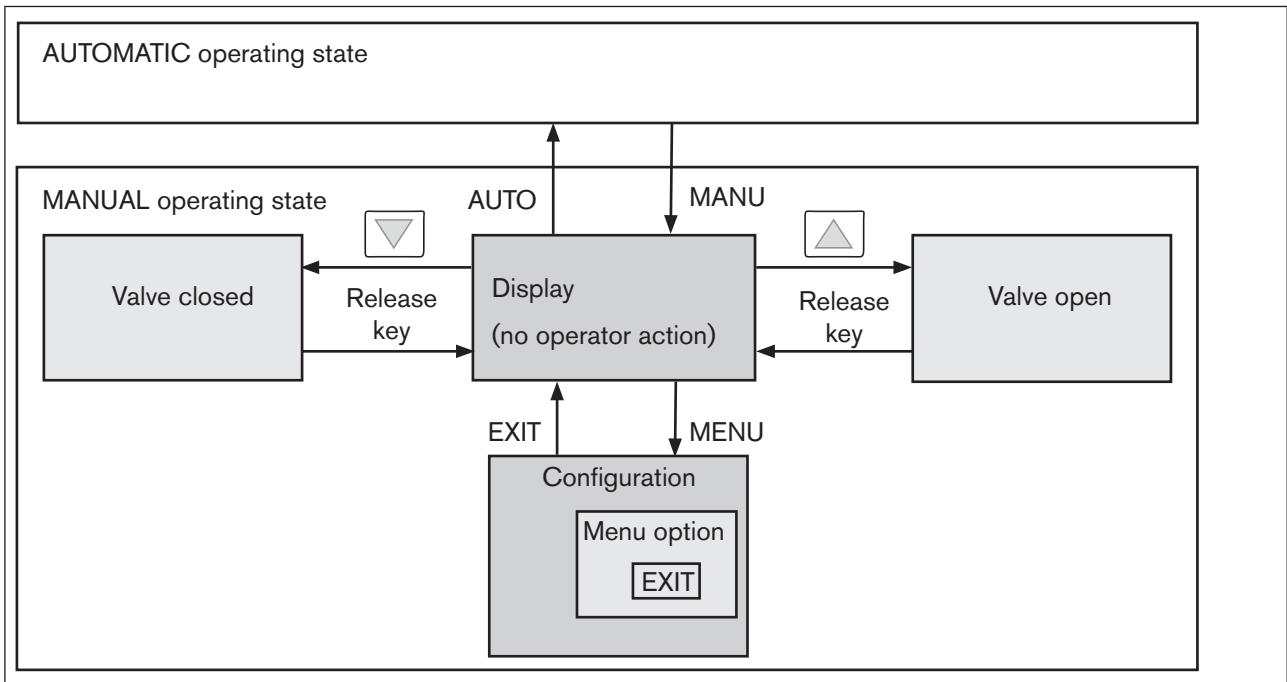 AUTOMATIC operating state
MANUAL operating state
AUTO
MANU
Valve closed
Release
key
Display
(no operator action)
Release
key
Valve open
EXIT
MENU
Configuration
Menu option
EXIT